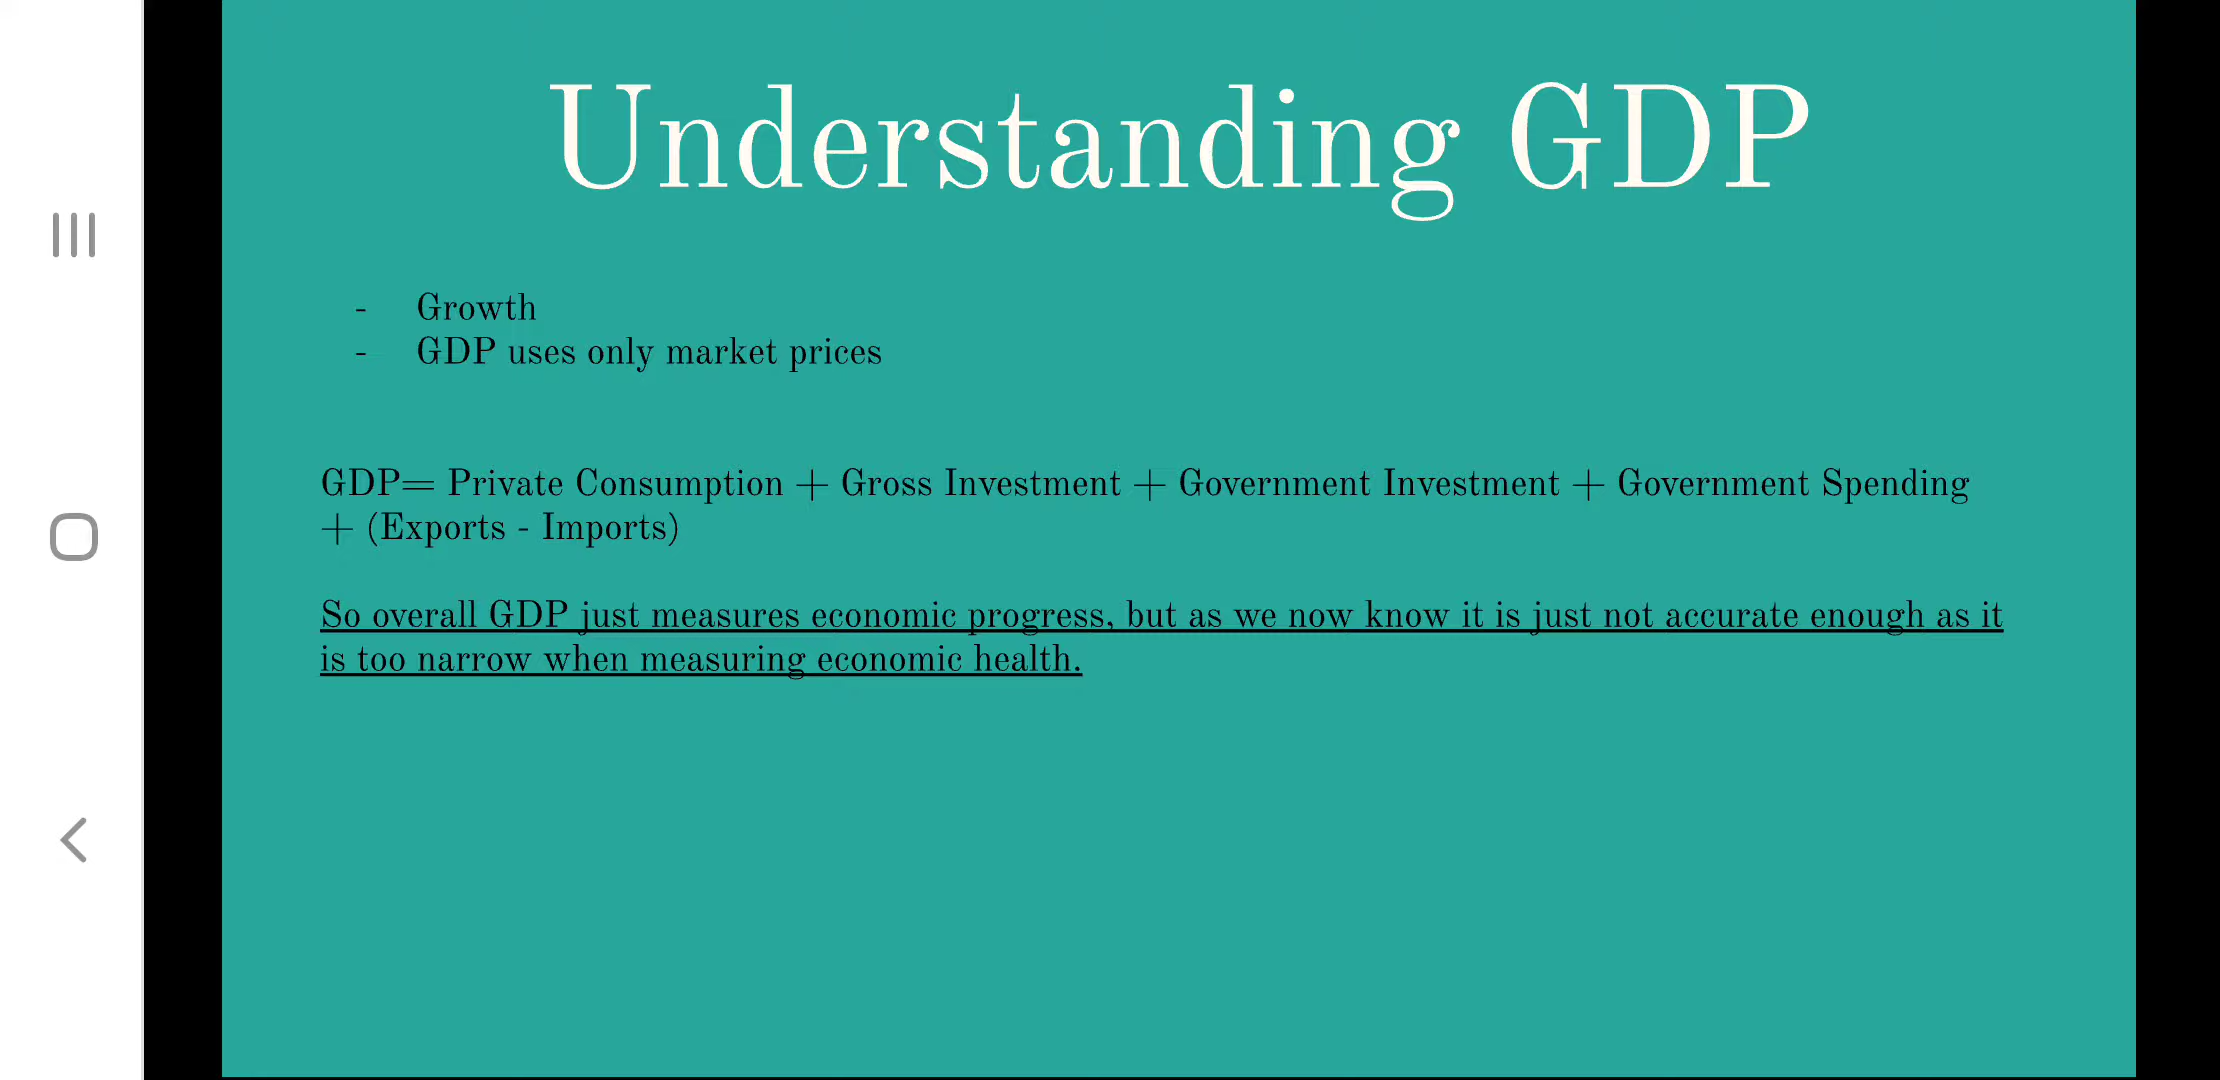 Understanding GDP
- Growth
- GDP uses only market prices
GDP= Private Consumption + Gross Investment + Government Investment + Government Spending
+ (Exports - Imports)
So overall GDP just measures economic progress, but as we now know it is just not accurate enough as it
is too narrow when measuring economic health.